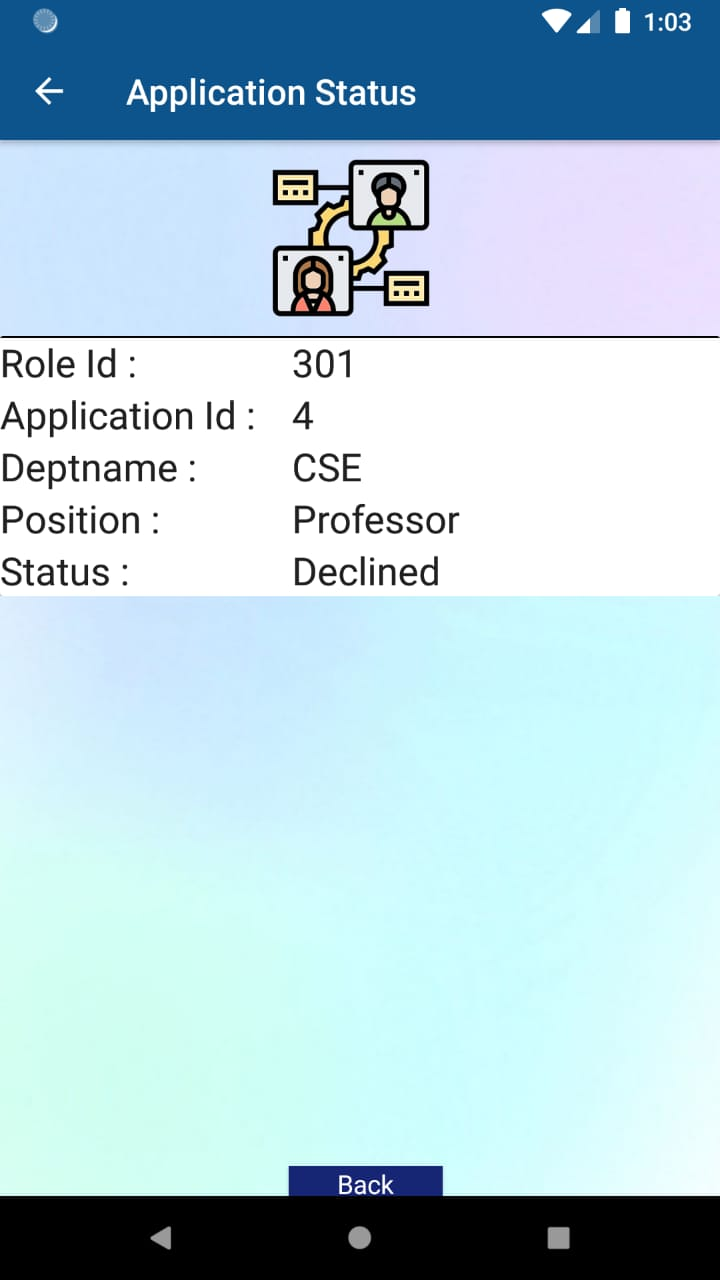 1:03
Application Status
Role Id : 301
Application Id : 4
Deptname : CSE
Position : Professor
Status : Declined
Back